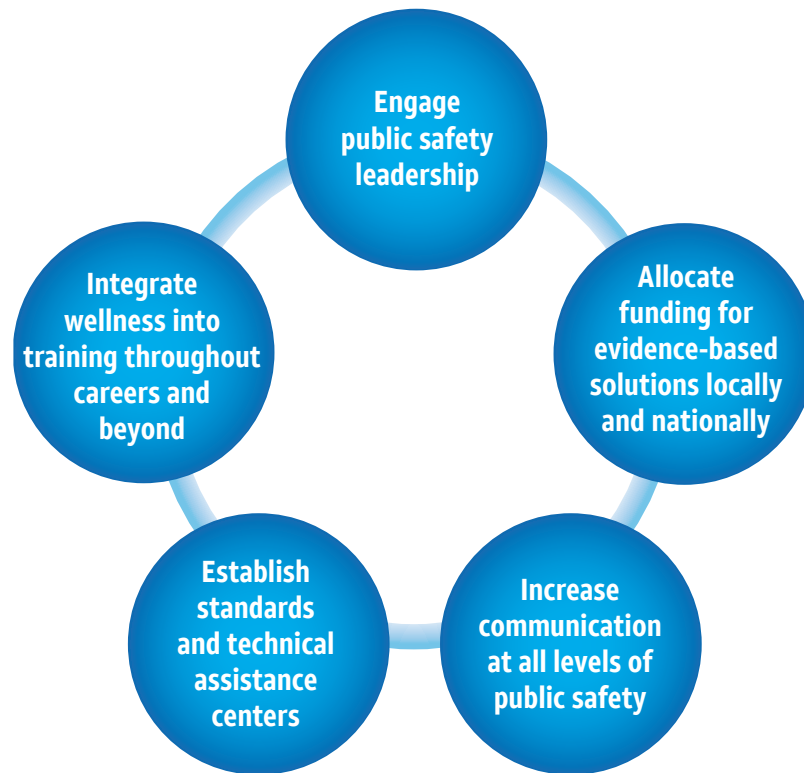 Engage
public safety
leadership
Allocate
funding for
evidence-based
solutions locally
and nationally
Increase
communication
at all levels of
public safety
Establish
standards
and technical
assistance
centers
Integrate
wellness into
training throughout
careers and
beyond